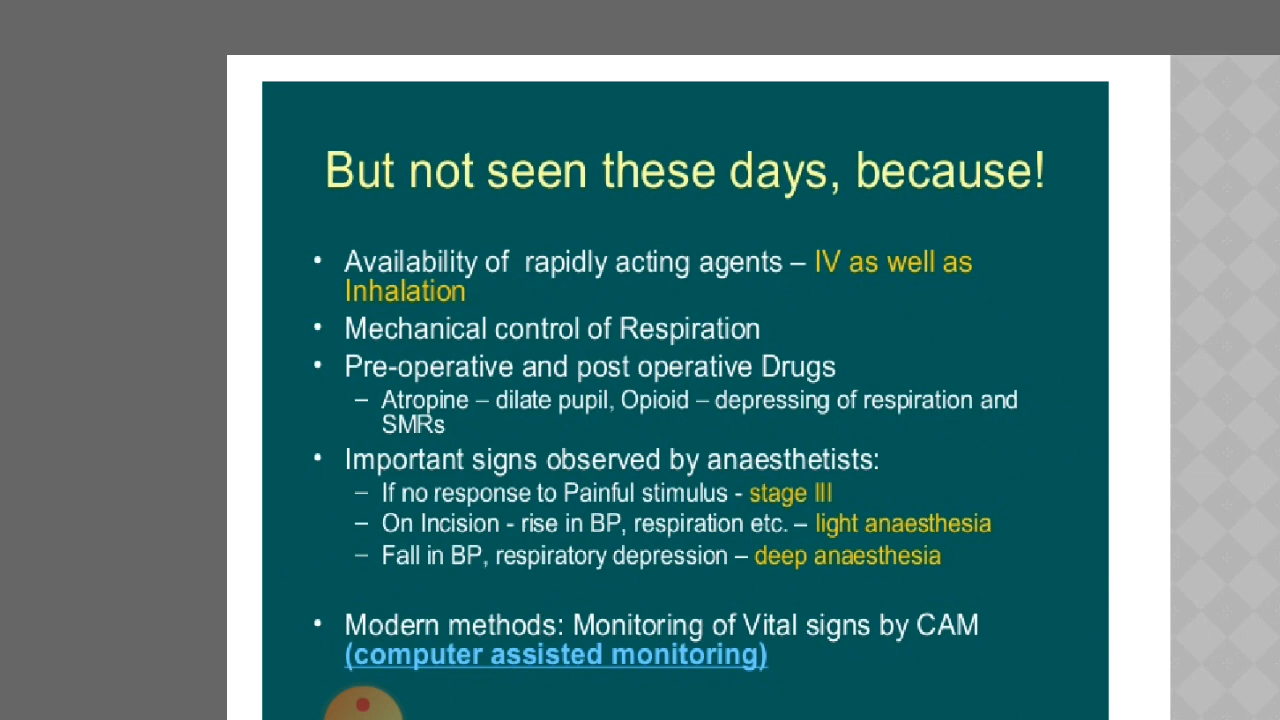 But not seen these days, because!
• Availability of rapidly acting agents – IV as well as
Inhalation
• Mechanical control of Respiration
• Pre-operative and post operative Drugs
– Atropine – dilate pupil, Opioid – depressing of respiration and
SMRs
• Important signs observed by anaesthetists:
– If no response to Painful stimulus - stage III
– On Incision - rise in BP, respiration etc. – light anaesthesia
– Fall in BP, respiratory depression – deep anaesthesia
• Modern methods: Monitoring of Vital signs by CAM
(computer assisted monitoring)